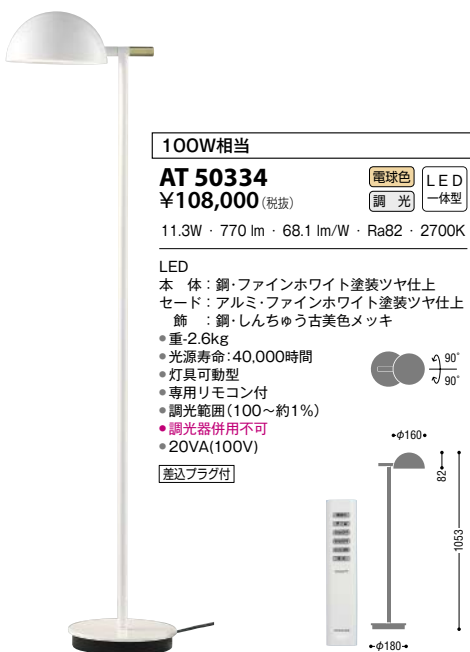 100W相当
AT 50334
¥108,000(税抜)
電球色
調 光
LED
一体型
11.3W · 770 lm · 68.1 lm/W · Ra82 · 2700K
LED
本 体：鋼・ファインホワイト塗装ツヤ仕上
セード：アルミ・ファインホワイト塗装ツヤ仕上
飾 ：鋼・しんちゅう古美色メッキ
●重-2.6kg
●光源寿命：40,000時間
●灯具可動型
●専用リモコン付
●調光範囲(100～約1%)
●調光器併用不可
●20VA(100V)
差込プラグ付
90°
90°
φ160
82
1053
φ180